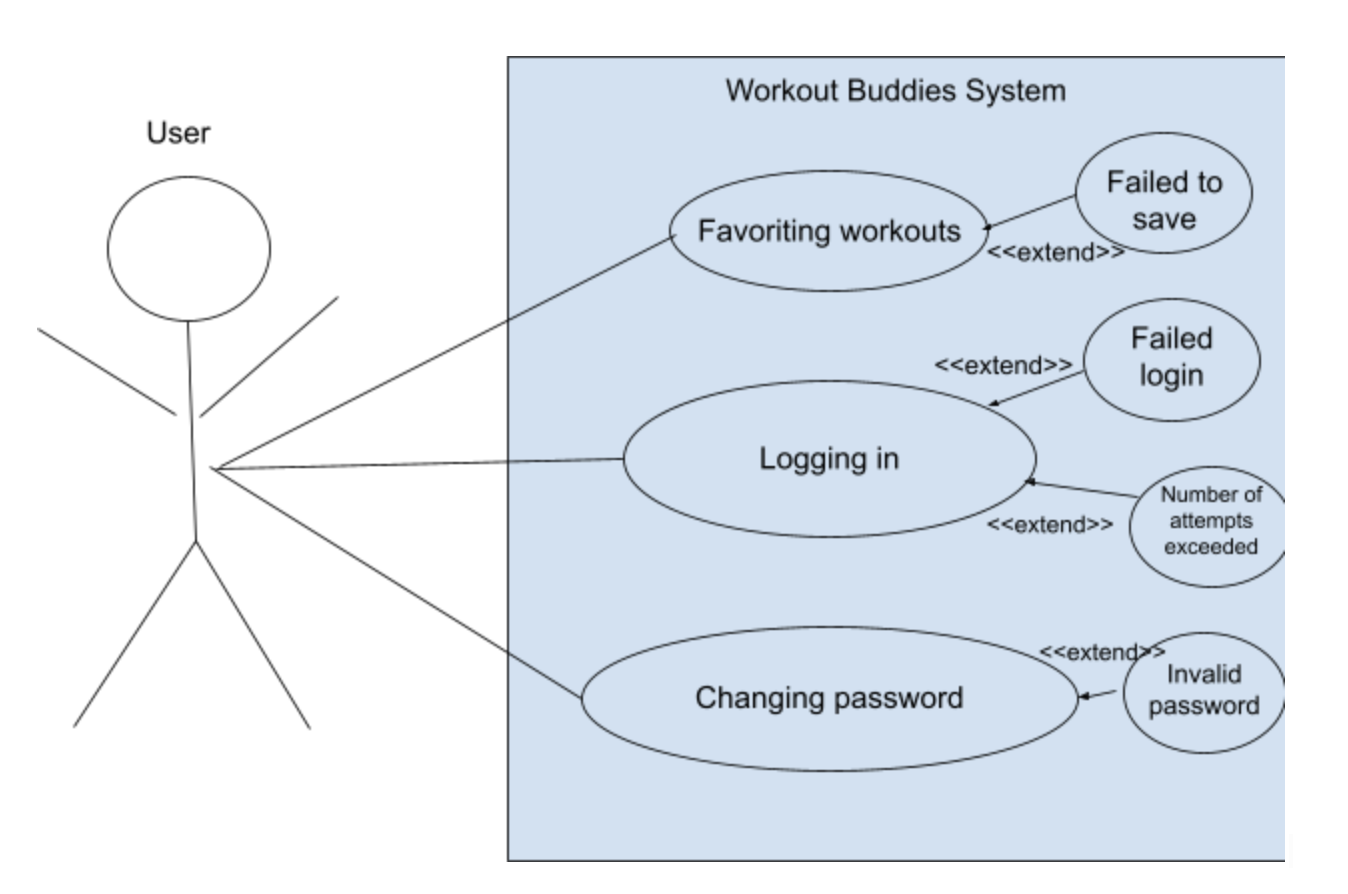 Workout Buddies System
User
Failed to
save
Favoriting workouts
<<extend>>
Failed
login
<<extend>>
Logging in
Number of
attempts
exceeded
<<extend>>
<<extend>>
Invalid
password
Changing password